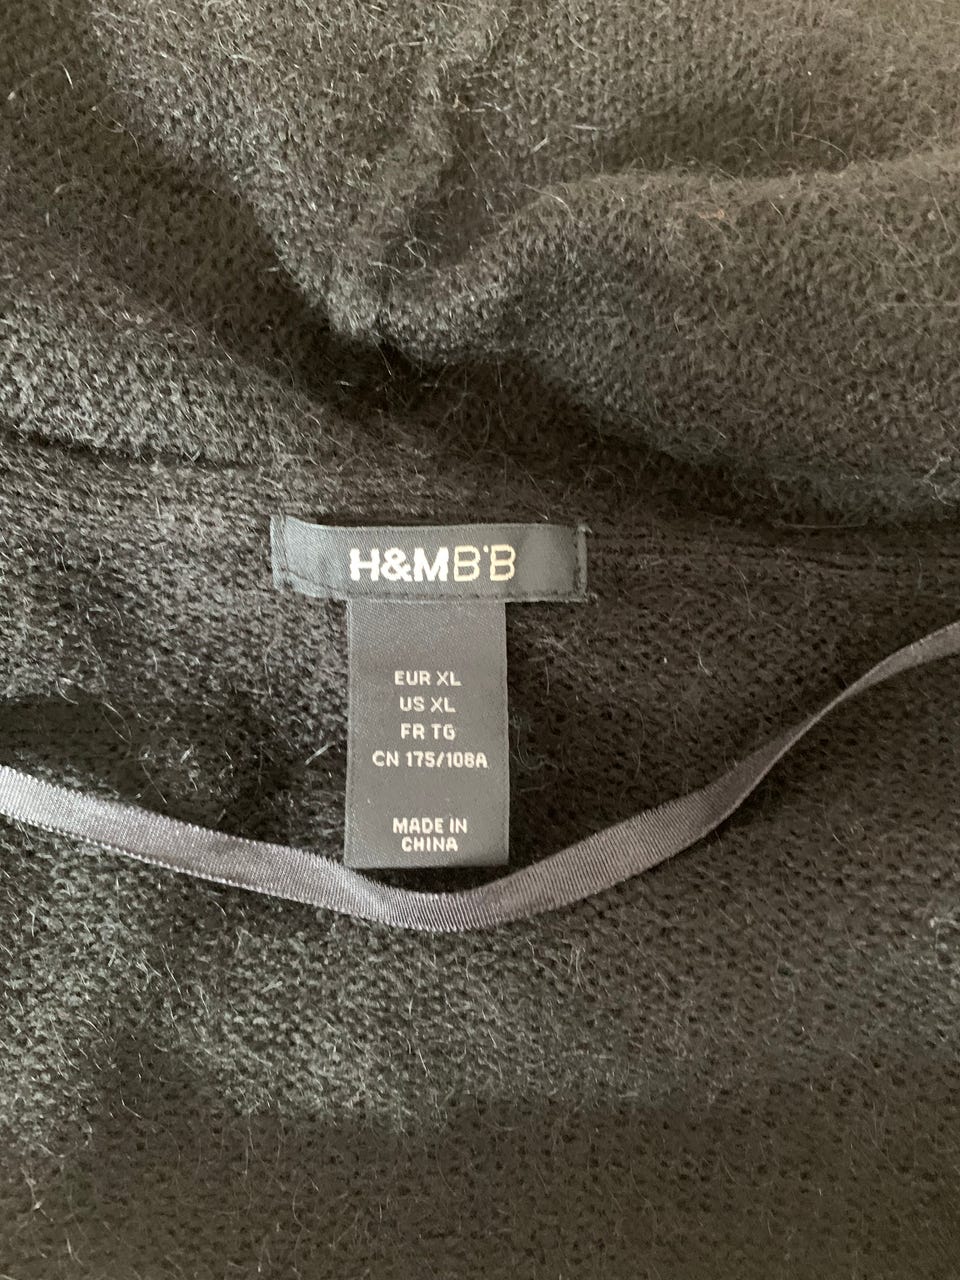 H&MB'B
EUR XL
US XL
FR TG
CN 175/108A
MADE IN
CHINA